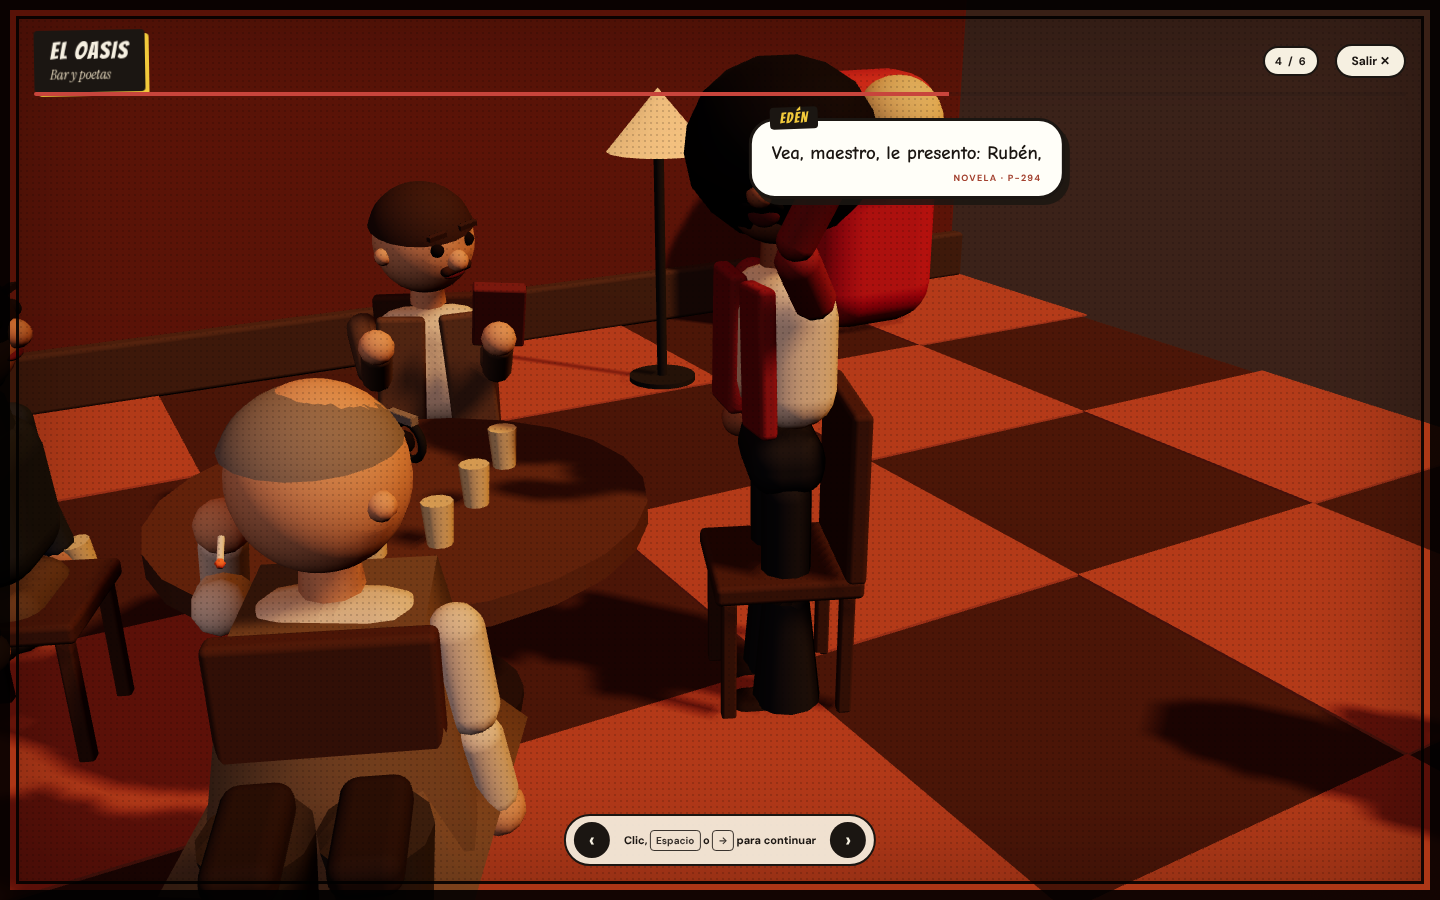 EL OASIS
Bar y poetas
4 / 6
Salir ✕
EDÉN
Vea, maestro, le presento: Rubén,
NOVELA · P-294
‹ Clic, Espacio o → para continuar ›